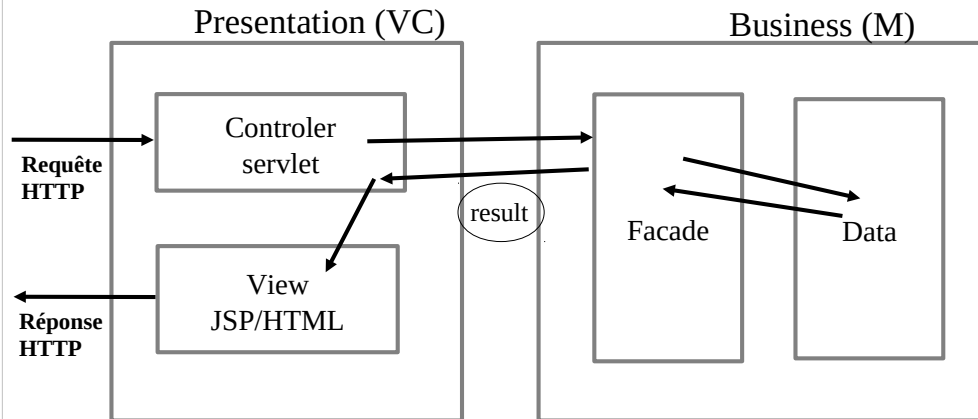 Presentation (VC)
Business (M)
Controler
servlet
Requête
HTTP
result
Facade
Data
View
JSP/HTML
Réponse
HTTP